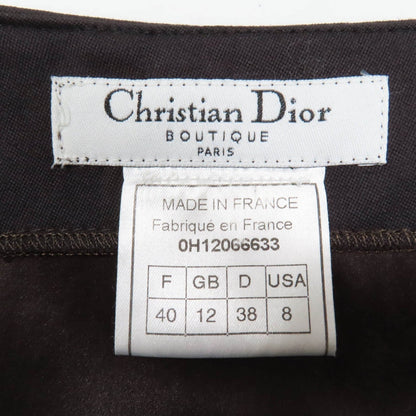 Christian Dior
BOUTIQUE
PARIS
MADE IN FRANCE
Fabriqué en France
0H12066633
F GB D USA
40 12 38 8